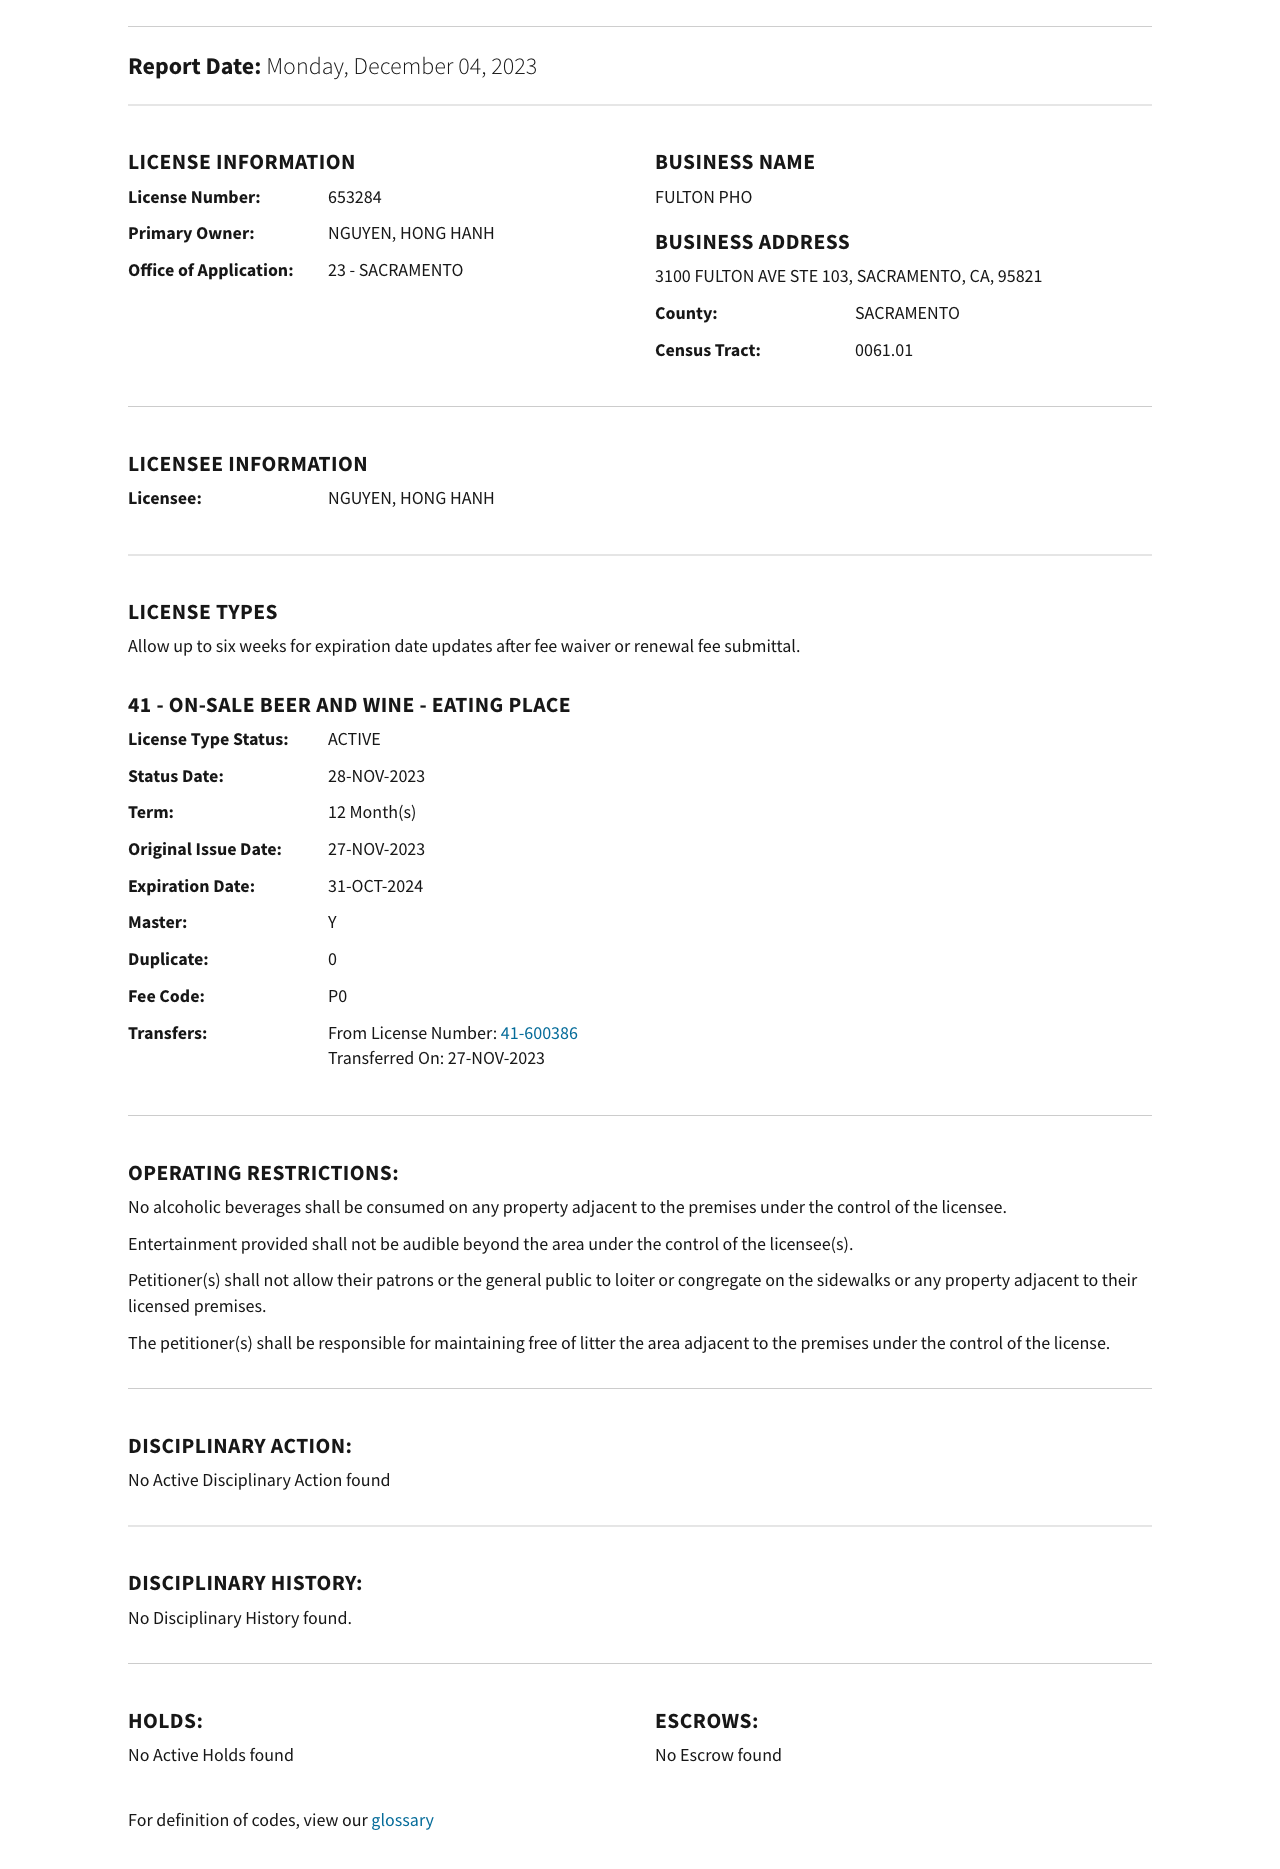 Report Date: Monday, December 04, 2023
LICENSE INFORMATION
License Number: 653284
Primary Owner: NGUYEN, HONG HANH
Office of Application: 23 - SACRAMENTO
BUSINESS NAME
FULTON PHO
BUSINESS ADDRESS
3100 FULTON AVE STE 103, SACRAMENTO, CA, 95821
County: SACRAMENTO
Census Tract: 0061.01
LICENSEE INFORMATION
Licensee: NGUYEN, HONG HANH
LICENSE TYPES
Allow up to six weeks for expiration date updates after fee waiver or renewal fee submittal.
41 - ON-SALE BEER AND WINE - EATING PLACE
License Type Status: ACTIVE
Status Date: 28-NOV-2023
Term: 12 Month(s)
Original Issue Date: 27-NOV-2023
Expiration Date: 31-OCT-2024
Master: Y
Duplicate: 0
Fee Code: P0
Transfers: From License Number: 41-600386
Transferred On: 27-NOV-2023
OPERATING RESTRICTIONS:
No alcoholic beverages shall be consumed on any property adjacent to the premises under the control of the licensee.
Entertainment provided shall not be audible beyond the area under the control of the licensee(s).
Petitioner(s) shall not allow their patrons or the general public to loiter or congregate on the sidewalks or any property adjacent to their
licensed premises.
The petitioner(s) shall be responsible for maintaining free of litter the area adjacent to the premises under the control of the license.
DISCIPLINARY ACTION:
No Active Disciplinary Action found
DISCIPLINARY HISTORY:
No Disciplinary History found.
HOLDS:
No Active Holds found
ESCROWS:
No Escrow found
For definition of codes, view our glossary